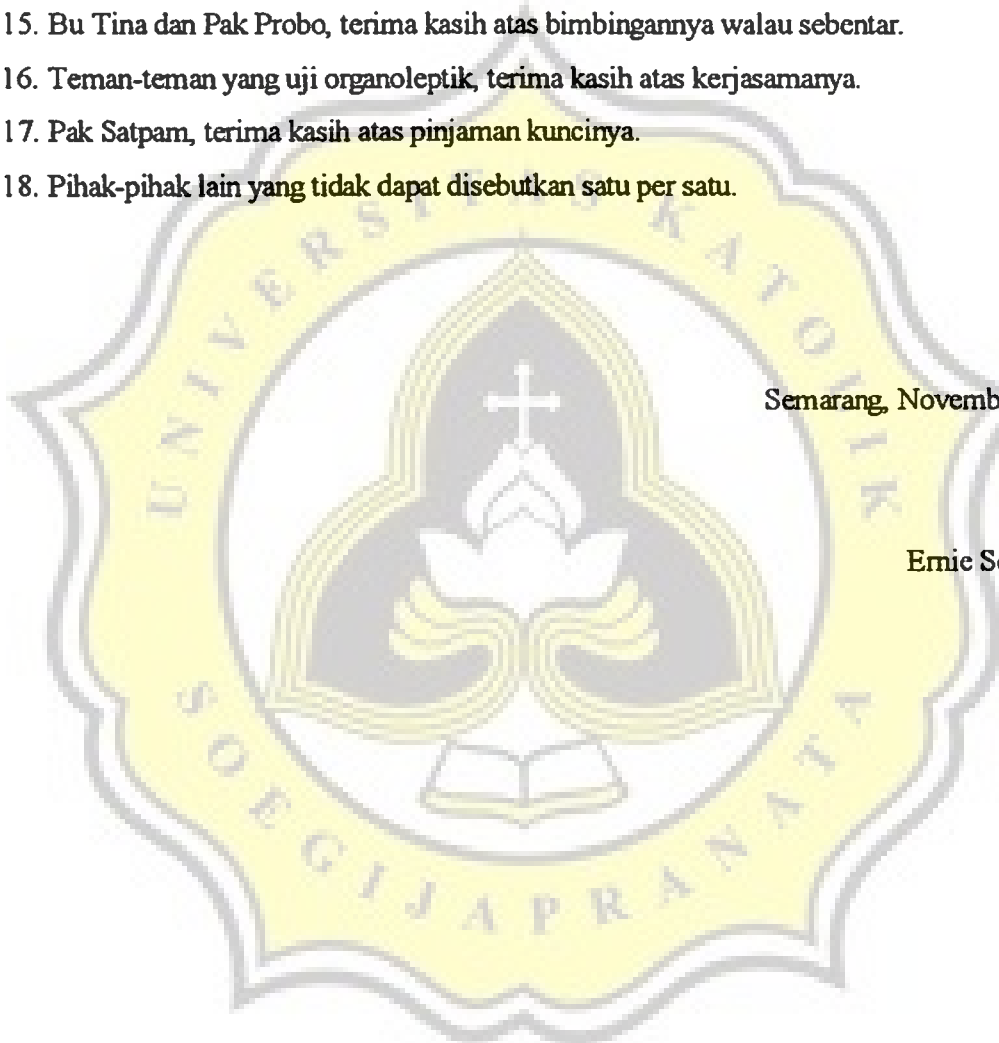 15. Bu Tina dan Pak Probo, terima kasih atas bimbingannya walau sebentar.
16. Teman-teman yang uji organoleptik, terima kasih atas kerjasamanya.
17. Pak Satpam, terima kasih atas pinjaman kuncinya.
18. Pihak-pihak lain yang tidak dapat disebutkan satu per satu.
UNIVERSITAS KATOLIK
Semarang,
SOEGIJAPRANATA